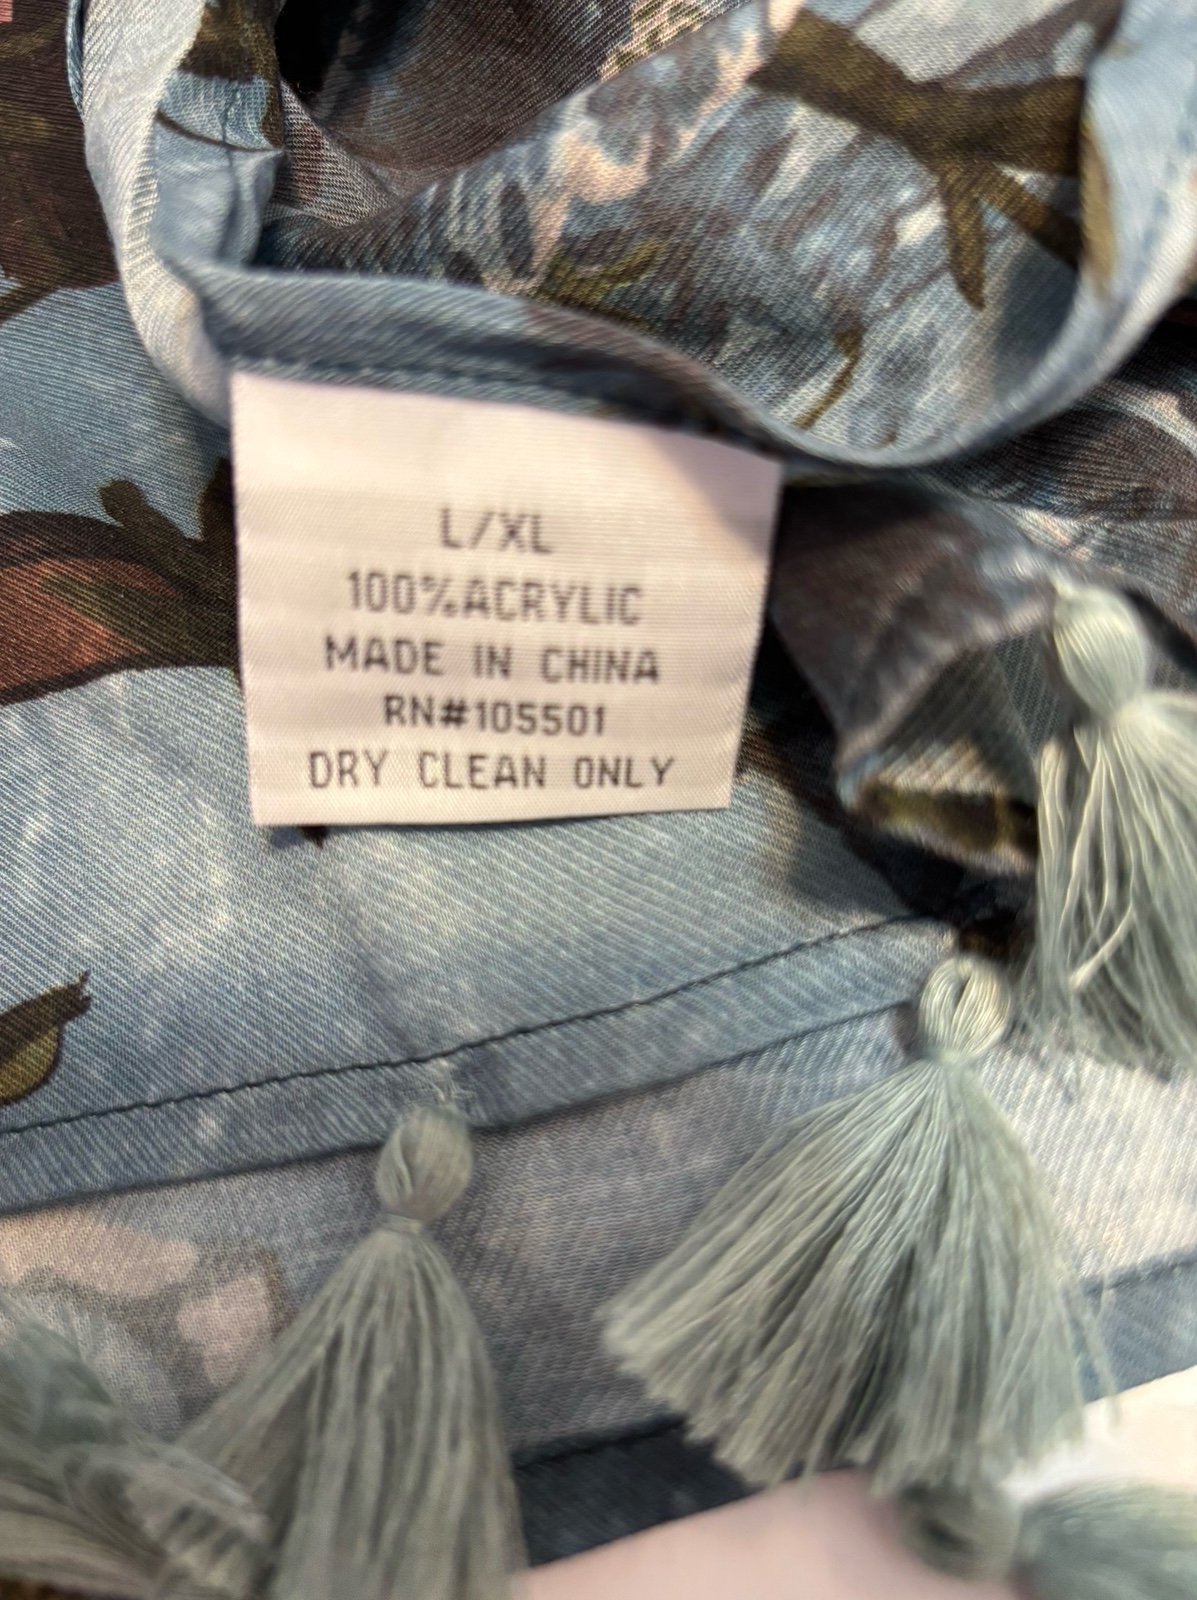 L/XL
100%ACRYLIC
MADE IN CHINA
RN#105501
DRY CLEAN ONLY